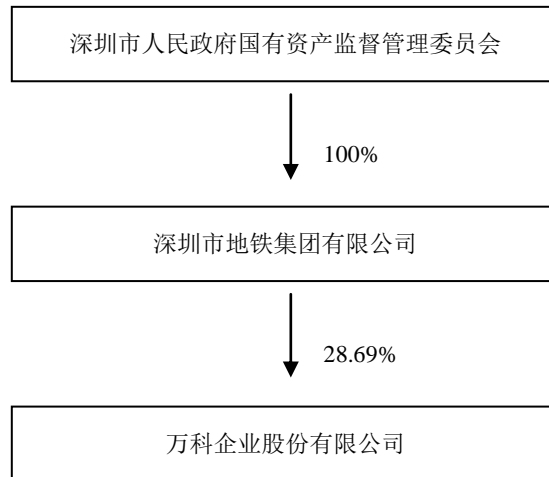 深圳市人民政府国有资产监督管理委员会
100%
深圳市地铁集团有限公司
28.69%
万科企业股份有限公司